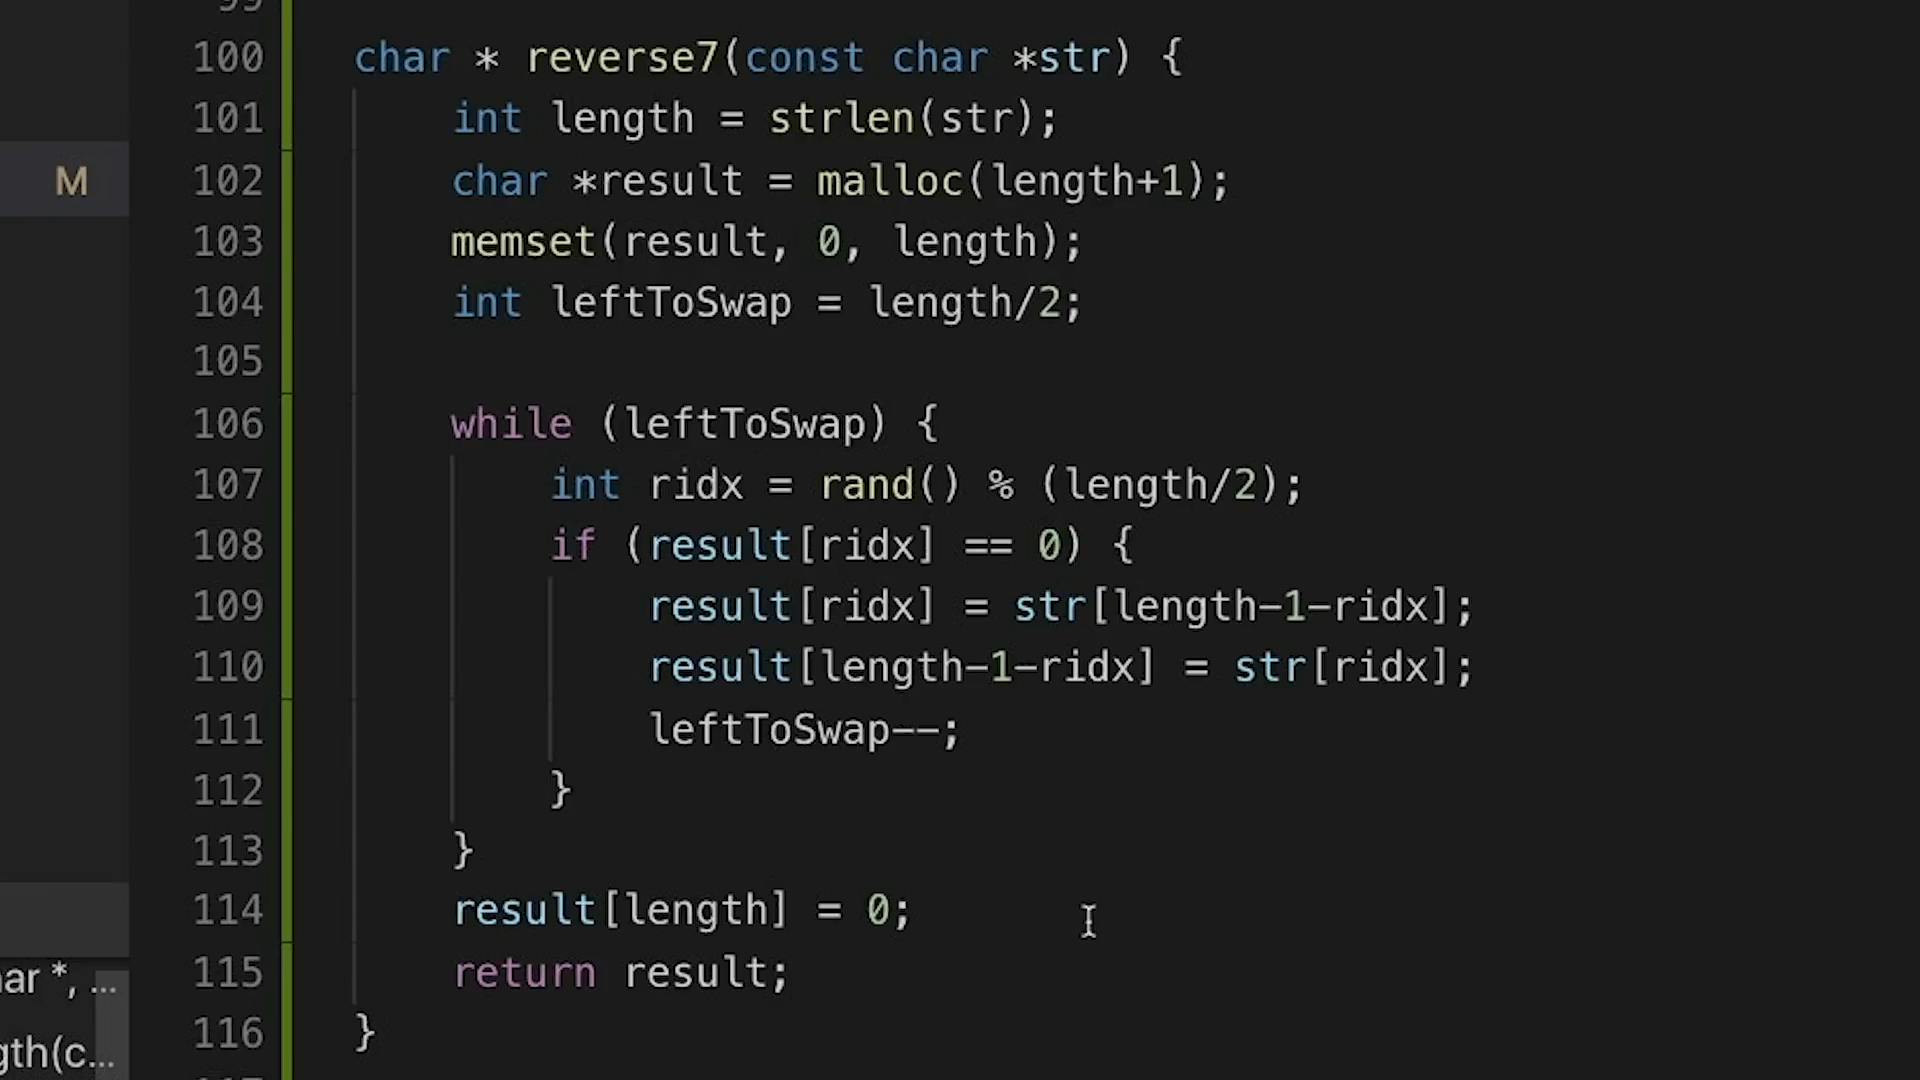 99
100 char * reverse7(const char *str) {
101 int length = strlen(str);
M 102 char *result = malloc(length+1);
103 memset(result, 0, length);
104 int leftToSwap = length/2;
105
106 while (leftToSwap) {
107 int ridx = rand() % (length/2);
108 if (result[ridx] == 0) {
109 result[ridx] = str[length-1-ridx];
110 result[length-1-ridx] = str[ridx];
111 leftToSwap--;
112 }
113 }
114 result[length] = 0;
ar *, ... 115 return result;
gth(c... 116 }